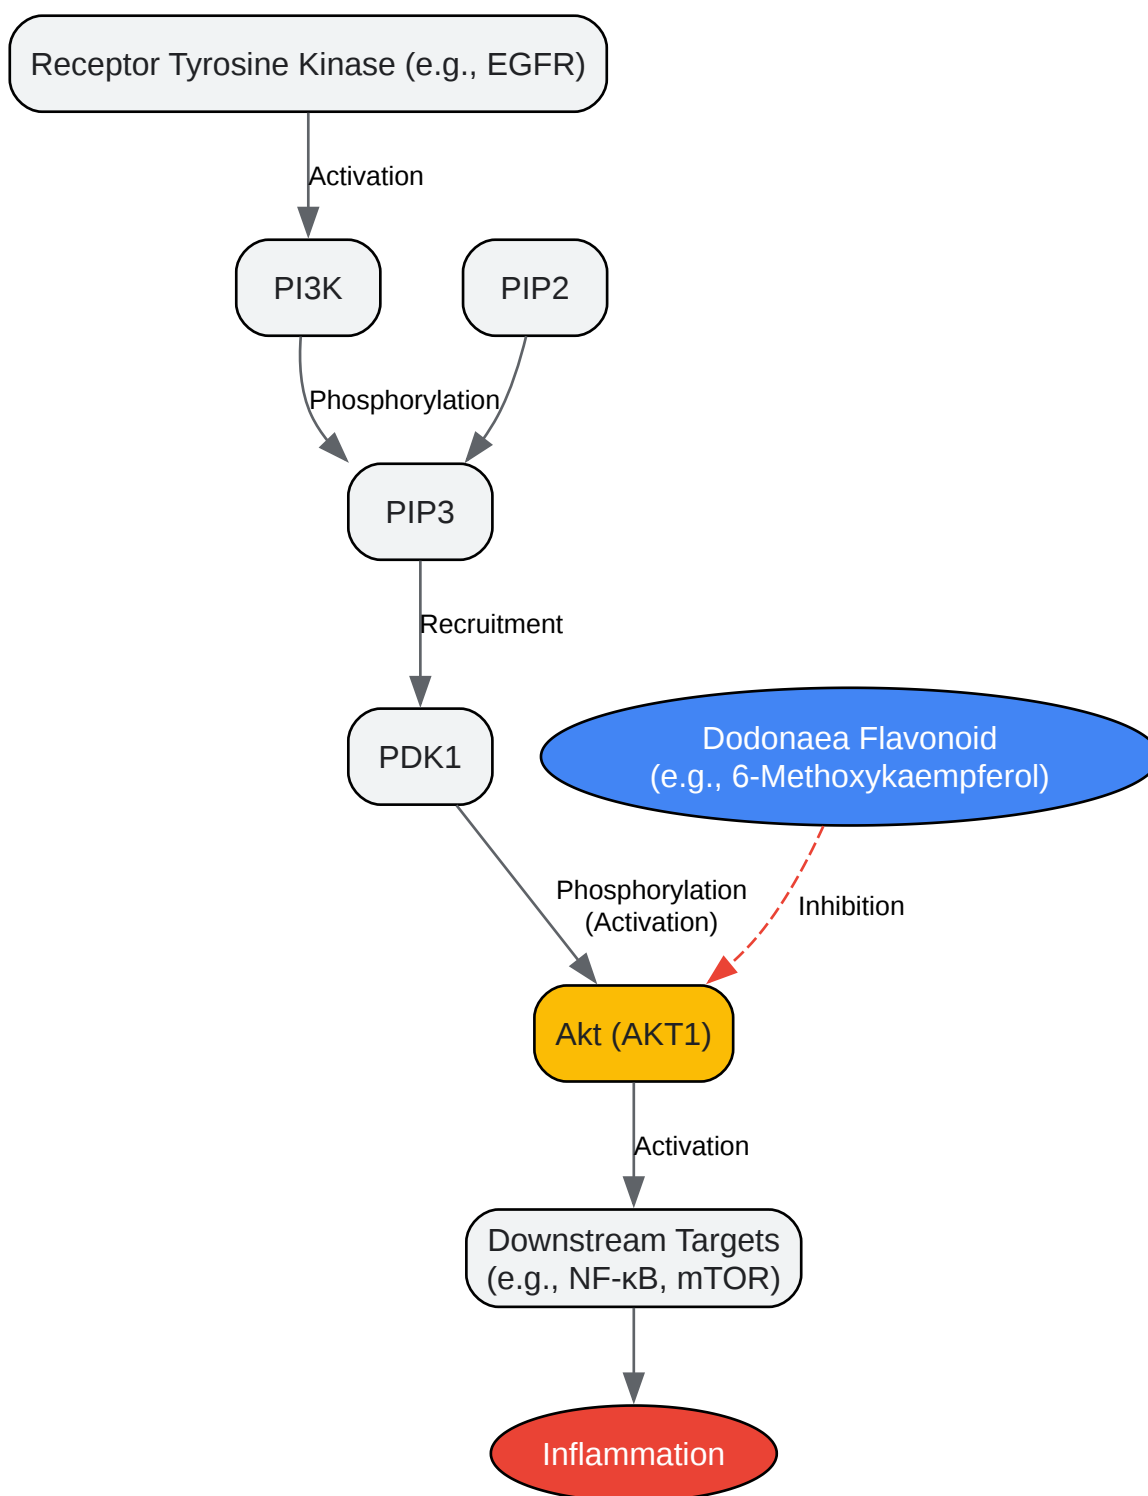 Receptor Tyrosine Kinase (e.g., EGFR)
Activation
PI3K
PIP2
Phosphorylation
PIP3
Recruitment
PDK1
Dodonaea Flavonoid
(e.g., 6-Methoxykaempferol)
Phosphorylation
(Activation)
Inhibition
Akt (AKT1)
Activation
Downstream Targets
(e.g., NF-κB, mTOR)
Inflammation